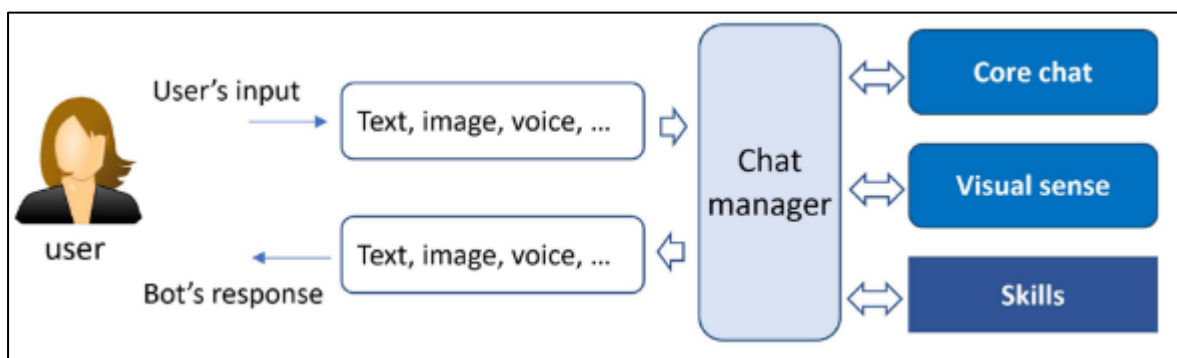 User's input
Text, image, voice, ...
user
Bot's response
Text, image, voice, ...
Chat
manager
Core chat
Visual sense
Skills